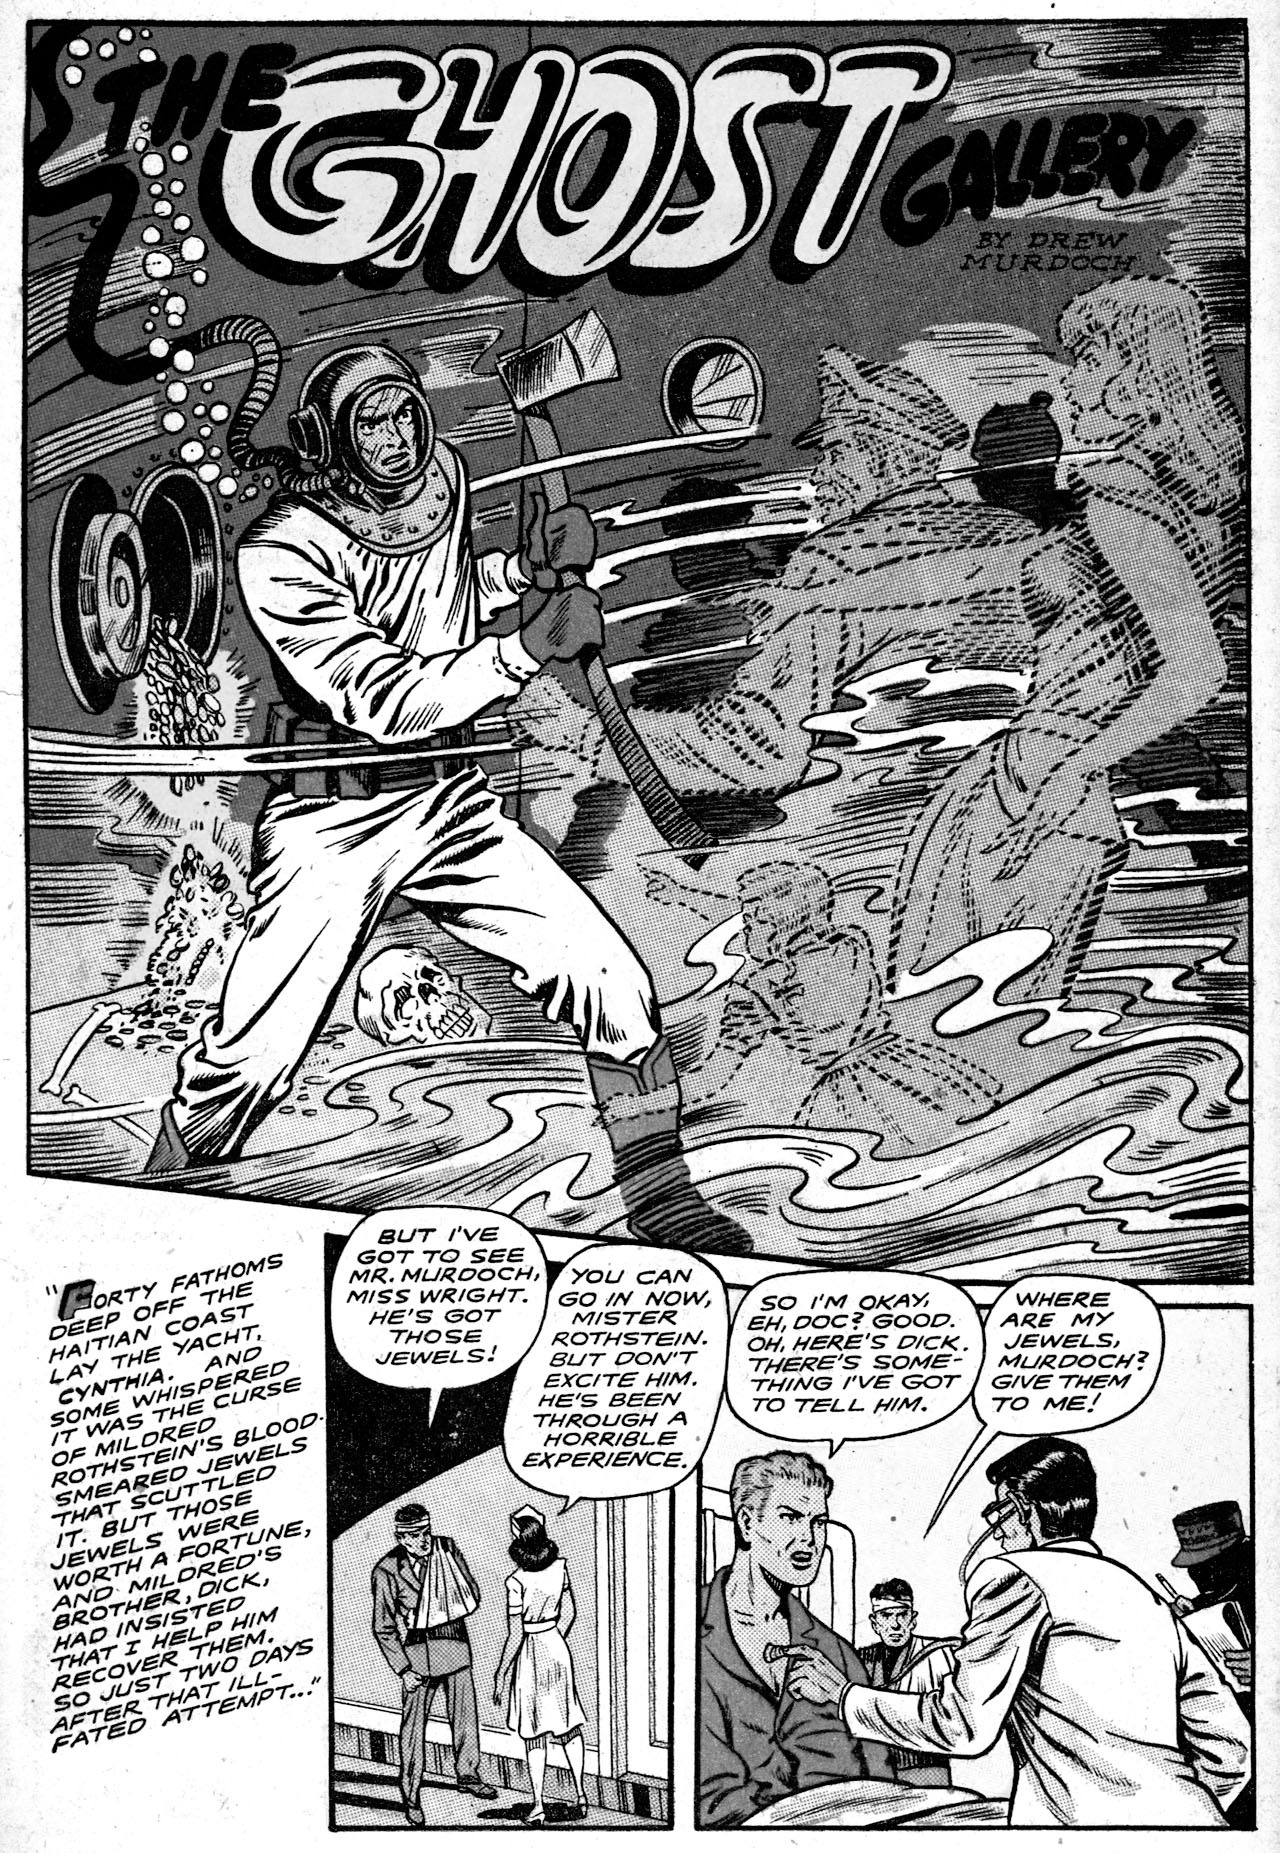 THE
GHOST
GALLERY
BY DREW
MURDOCH
"FORTY FATHOMS
DEEP OFF THE
HAITIAN COAST
LAY THE YACHT,
CYNTHIA. AND
SOME WHISPERED
IT WAS THE CURSE
OF MILDRED
ROTHSTEIN'S BLOOD-
SMEARED JEWELS
THAT SCUTTLED
IT. BUT THOSE
JEWELS WERE
WORTH A FORTUNE,
AND MILDRED'S
BROTHER, DICK,
HAD INSISTED
THAT I HELP HIM
RECOVER THEM.
SO JUST TWO DAYS
AFTER THAT ILL-
FATED ATTEMPT..."
BUT I'VE
GOT TO SEE
MR. MURDOCH,
MISS WRIGHT.
HE'S GOT
THOSE
JEWELS!
YOU CAN
GO IN NOW,
MISTER
ROTHSTEIN.
BUT DON'T
EXCITE HIM.
HE'S BEEN
THROUGH A
HORRIBLE
EXPERIENCE.
SO I'M OKAY,
EH, DOC? GOOD.
OH, HERE'S DICK.
THERE'S SOME-
THING I'VE GOT
TO TELL HIM.
WHERE
ARE MY
JEWELS,
MURDOCH?
GIVE THEM
TO ME!